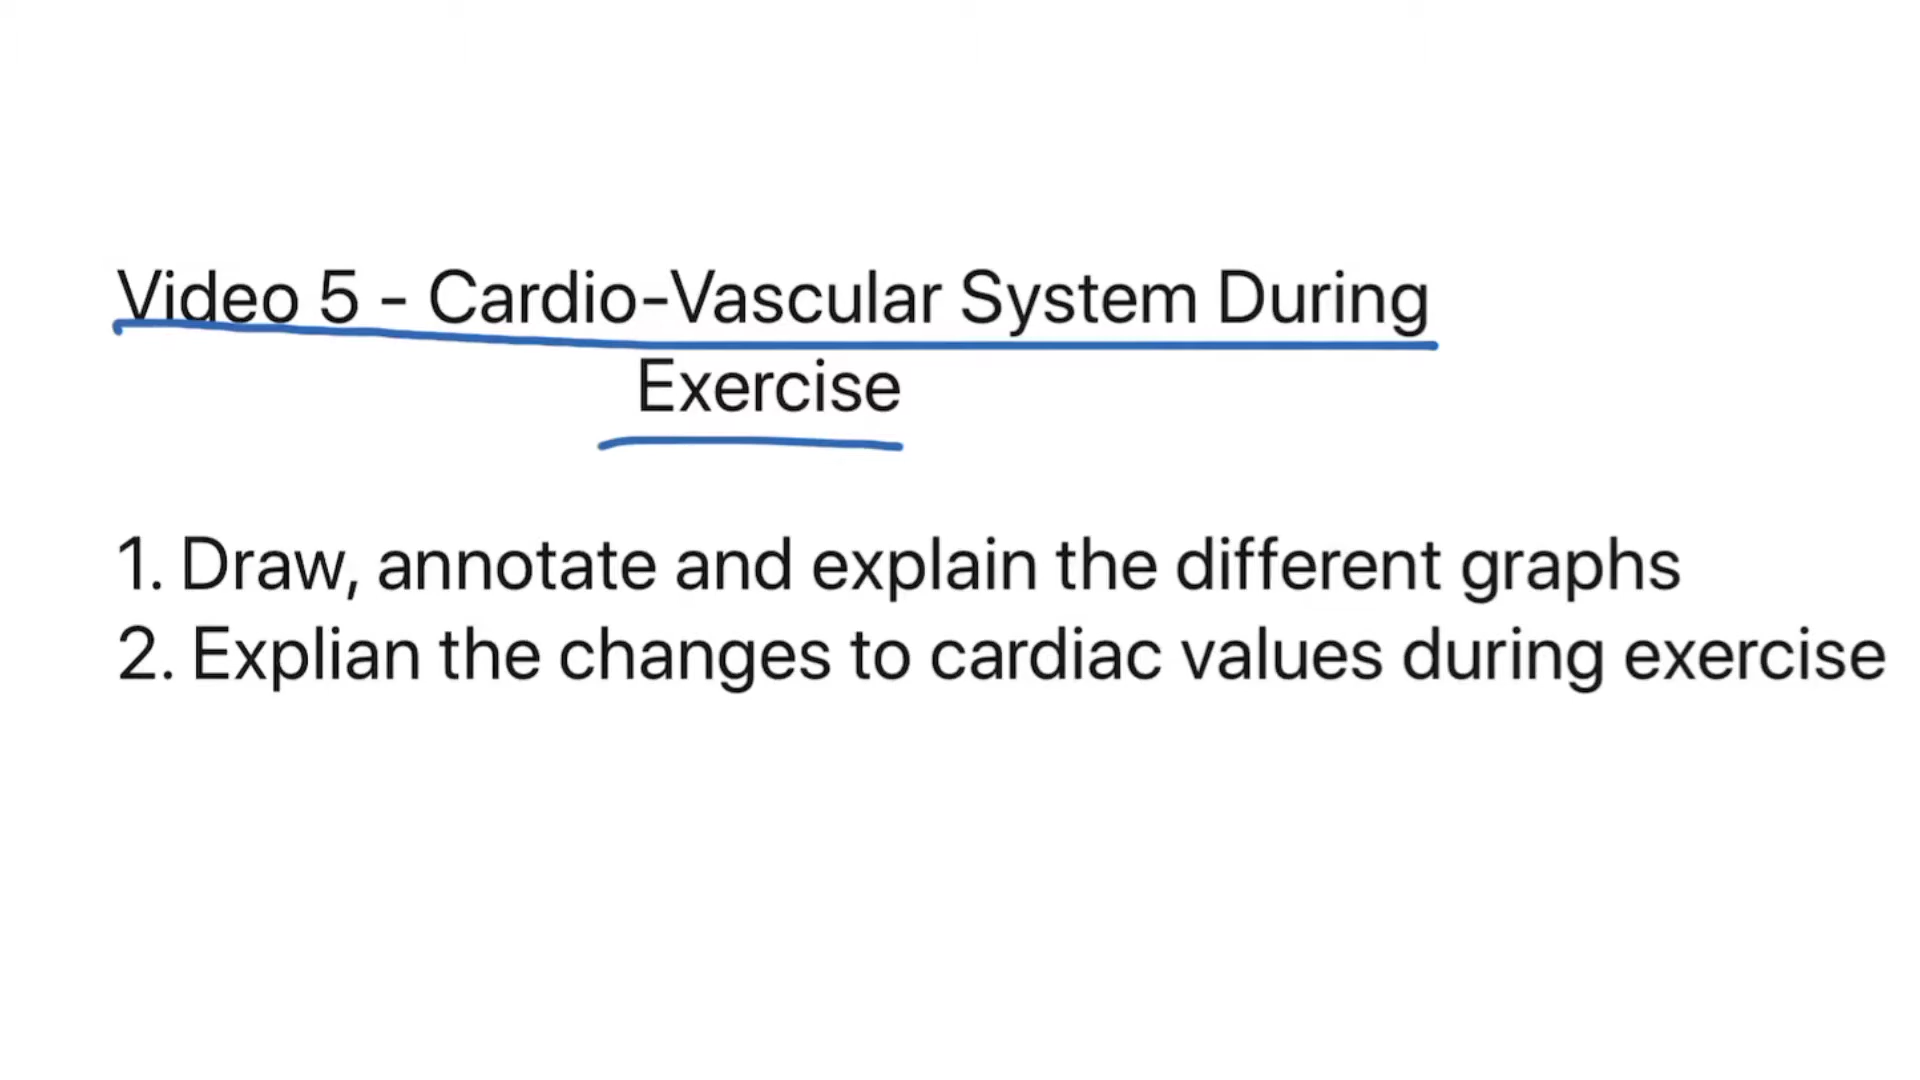 Video 5 - Cardio-Vascular System During
Exercise
1. Draw, annotate and explain the different graphs
2. Explian the changes to cardiac values during exercise